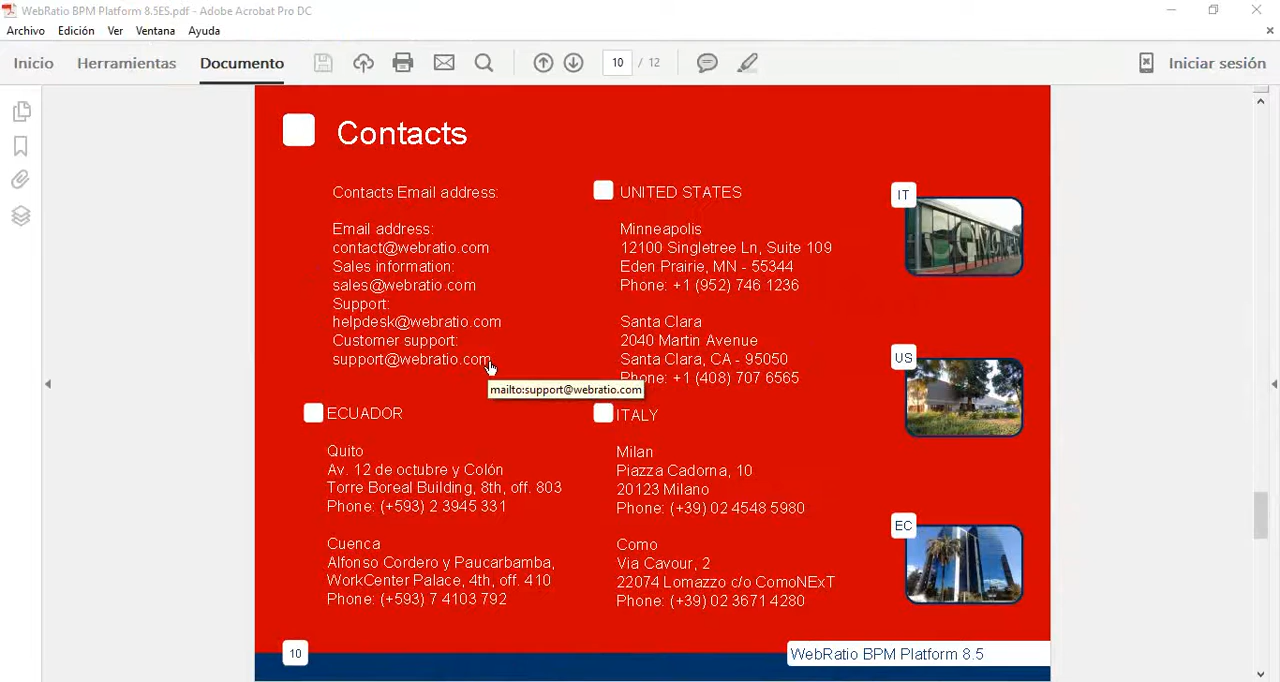 WebRatio BPM Platform 8.5ES.pdf - Adobe Acrobat Pro DC
Archivo Edición Ver Ventana Ayuda
Inicio Herramientas Documento 10 / 12 Iniciar sesión
Contacts
Contacts Email address:
Email address:
contact@webratio.com
Sales information:
sales@webratio.com
Support:
helpdesk@webratio.com
Customer support:
support@webratio.com
mailto:support@webratio.com
UNITED STATES
Minneapolis
12100 Singletree Ln, Suite 109
Eden Prairie, MN - 55344
Phone: +1 (952) 746 1236
Santa Clara
2040 Martin Avenue
Santa Clara, CA - 95050
Phone: +1 (408) 707 6565
IT
US
EC
ECUADOR
Quito
Av. 12 de octubre y Colón
Torre Boreal Building, 8th, off. 803
Phone: (+593) 2 3945 331
Cuenca
Alfonso Cordero y Paucarbamba,
WorkCenter Palace, 4th, off. 410
Phone: (+593) 7 4103 792
ITALY
Milan
Piazza Cadorna, 10
20123 Milano
Phone: (+39) 02 4548 5980
Como
Via Cavour, 2
22074 Lomazzo c/o ComoNExT
Phone: (+39) 02 3671 4280
10
WebRatio BPM Platform 8.5